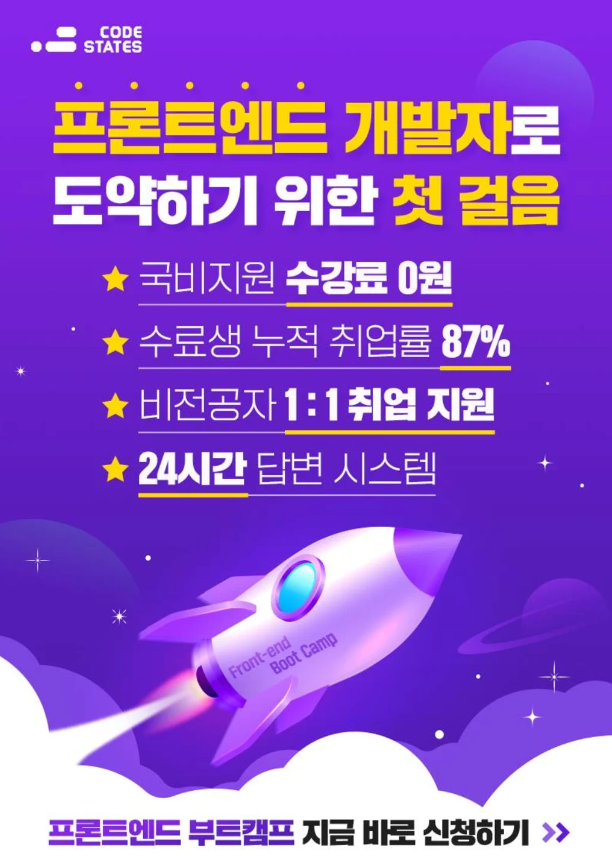 CODE
STATES
프론트엔드 개발자로
도약하기 위한 첫 걸음
국비지원 수강료 0원
수료생 누적 취업률 87%
비전공자 1:1 취업 지원
24시간 답변 시스템
Front-end
Boot Camp
프론트엔드 부트캠프 지금 바로 신청하기 >>